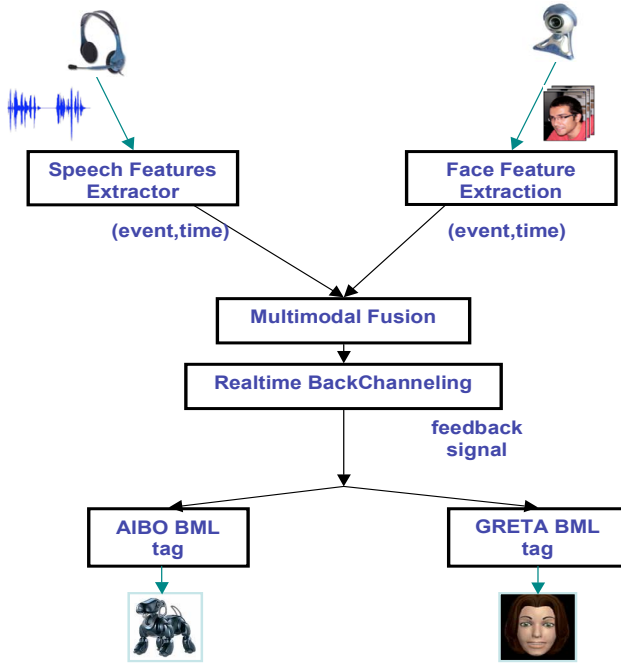 Speech Features
Extractor
Face Feature
Extraction
(event,time)
(event,time)
Multimodal Fusion
Realtime BackChanneling
feedback
signal
AIBO BML
tag
GRETA BML
tag